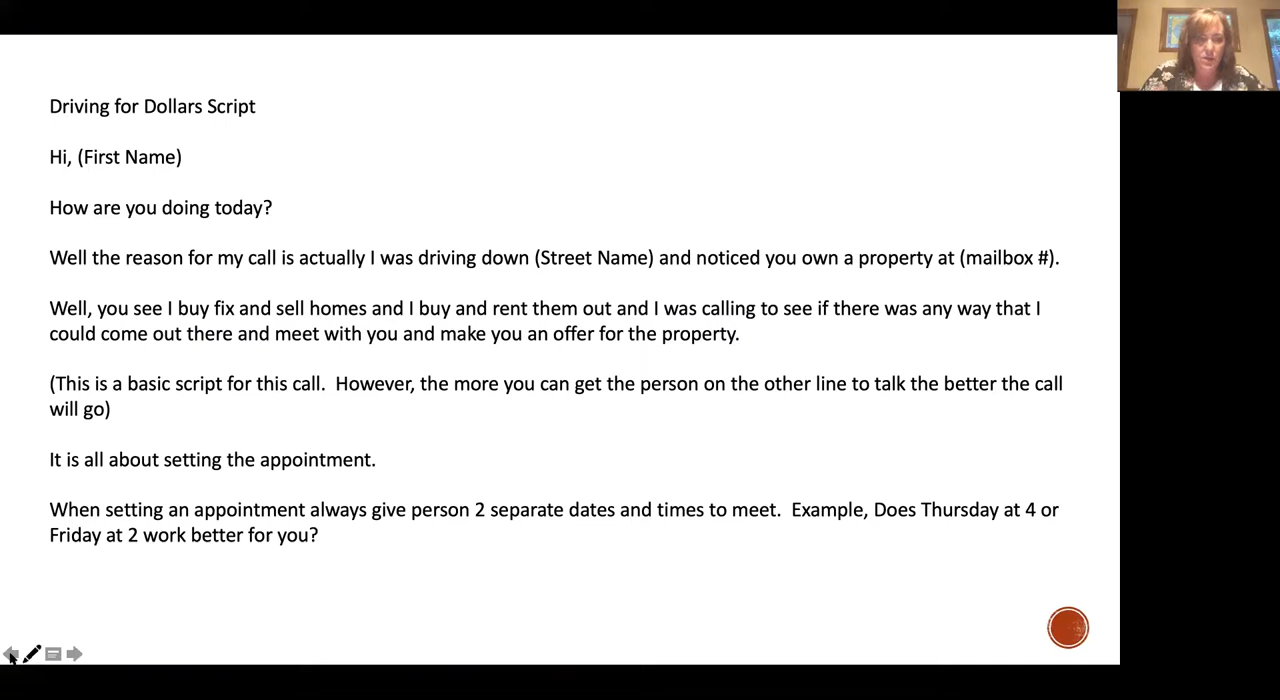 Driving for Dollars Script
Hi, (First Name)
How are you doing today?
Well the reason for my call is actually I was driving down (Street Name) and noticed you own a property at (mailbox #).
Well, you see I buy fix and sell homes and I buy and rent them out and I was calling to see if there was any way that I
could come out there and meet with you and make you an offer for the property.
(This is a basic script for this call.  However, the more you can get the person on the other line to talk the better the call
will go)
It is all about setting the appointment.
When setting an appointment always give person 2 separate dates and times to meet.  Example, Does Thursday at 4 or
Friday at 2 work better for you?